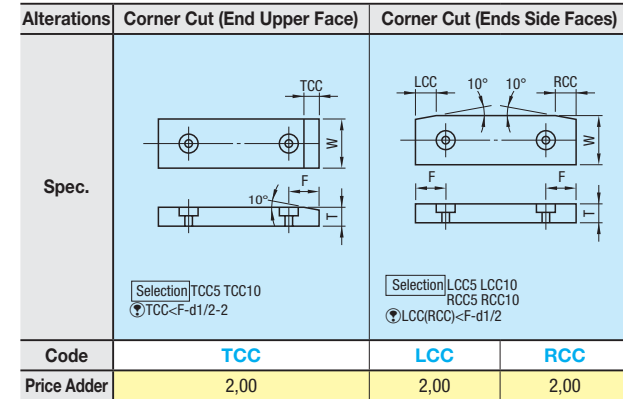 Alterations Corner Cut (End Upper Face) Corner Cut (Ends Side Faces)
Spec.
TCC
W
F
10°
T
Selection TCC5 TCC10
TCC<F-d1/2-2
LCC 10° 10° RCC
W
F F
T
Selection LCC5 LCC10
RCC5 RCC10
LCC(RCC)<F-d1/2
Code TCC LCC RCC
Price Adder 2,00 2,00 2,00